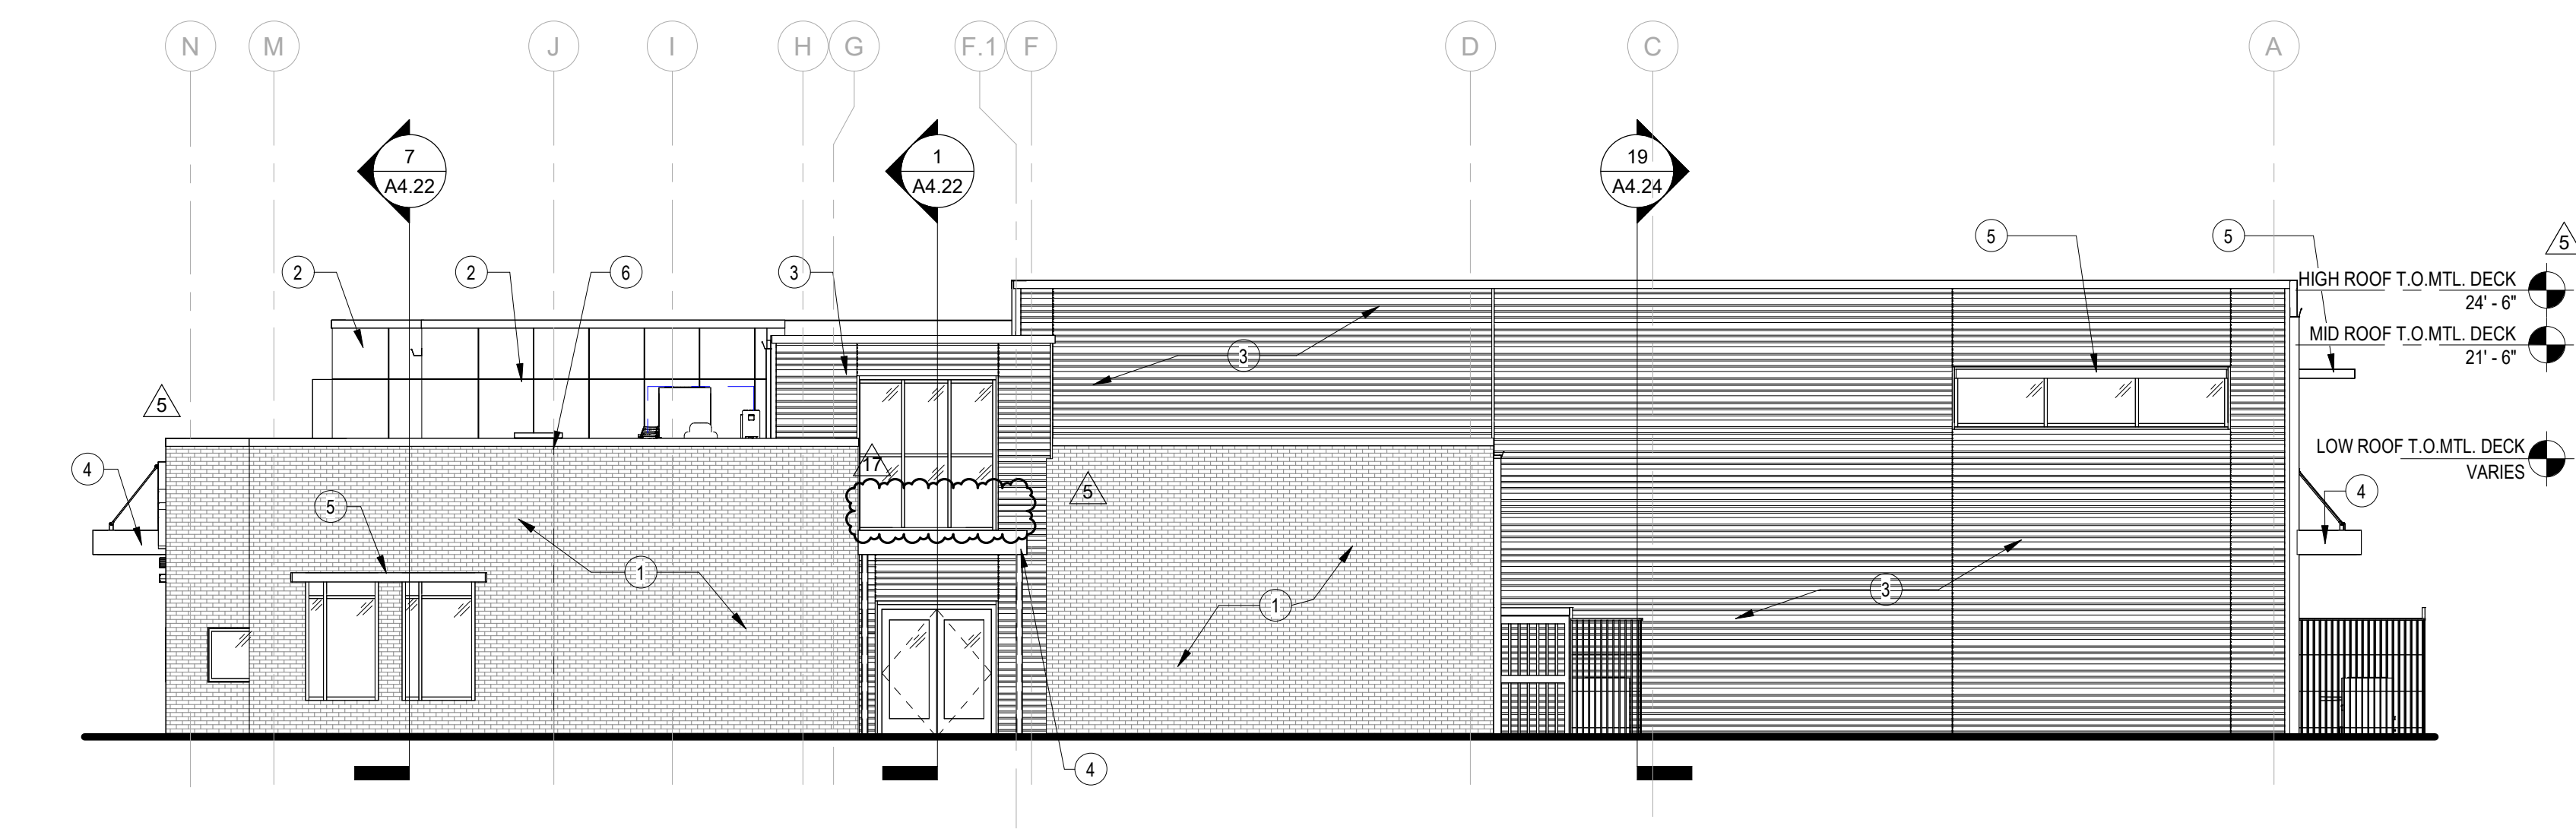 N M J I H G F.1 F D C A
7
A4.22
1
A4.22
19
A4.24
5 5 5
2 2 6 3
HIGH ROOF T.O.MTL. DECK
24' - 6"
MID ROOF T.O.MTL. DECK
21' - 6"
3
5
LOW ROOF T.O.MTL. DECK
VARIES
4
17
5
4
5
1
3
1
4